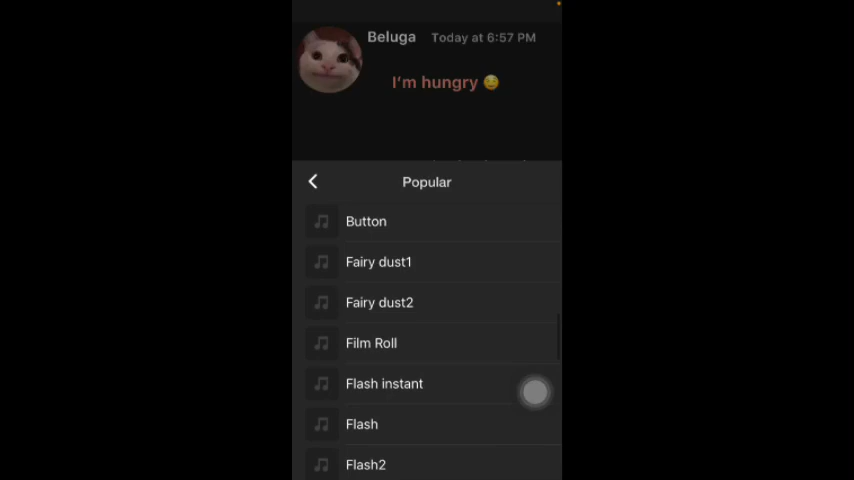 Beluga Today at 6:57 PM
I'm hungry 😅
Popular
Button
Fairy dust1
Fairy dust2
Film Roll
Flash instant
Flash
Flash2